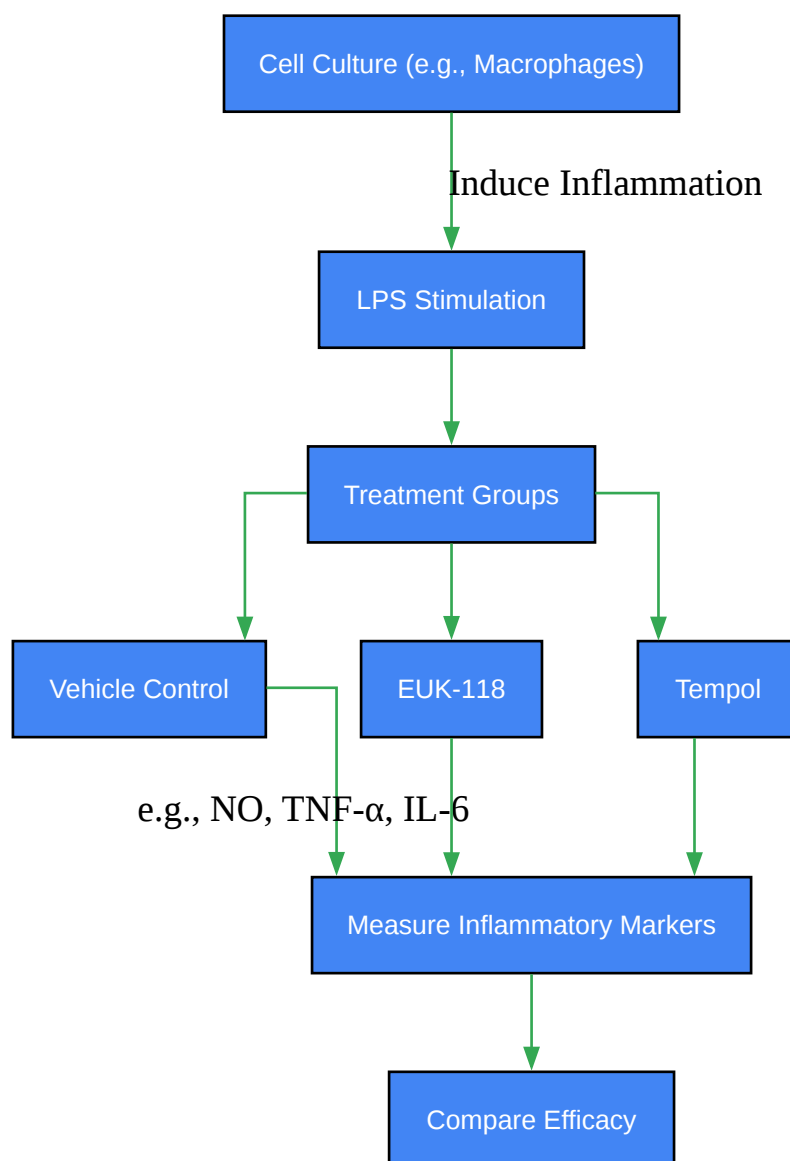 Cell Culture (e.g., Macrophages)
Induce Inflammation
LPS Stimulation
Treatment Groups
Vehicle Control
EUK-118
Tempol
e.g., NO, TNF-α, IL-6
Measure Inflammatory Markers
Compare Efficacy